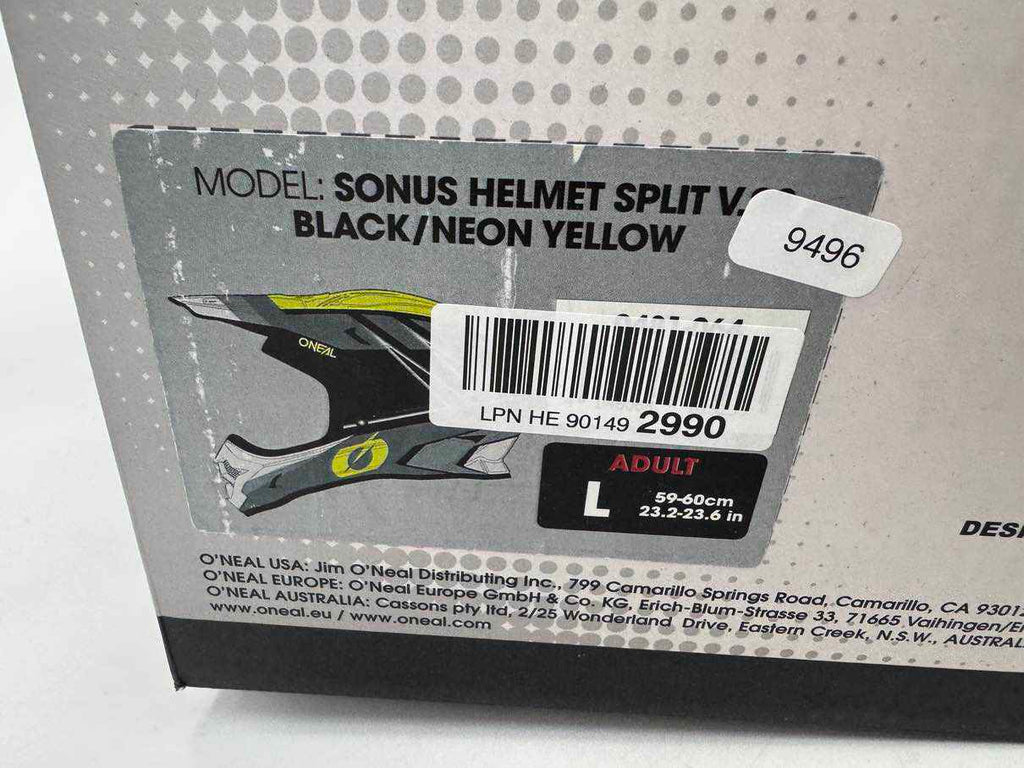 MODEL: SONUS HELMET SPLIT
BLACK/NEON YELLOW
9496
ONEAL
LPN HE 90149 2990
ADULT
L
59-60cm
23.2-23.6 in
O'NEAL USA: Jim O'Neal Distributing Inc., 799 Camarillo Springs Road, Camarillo, CA 9301
O'NEAL EUROPE: O'Neal Europe GmbH & Co. KG, Erich-Blum-Strasse 33, 71665 Vaihingen/
O'NEAL AUSTRALIA: Cassons pty ltd, 2/25 Wonderland Drive, Eastern Creek, N.S.W.,
www.oneal.eu / www.oneal.com